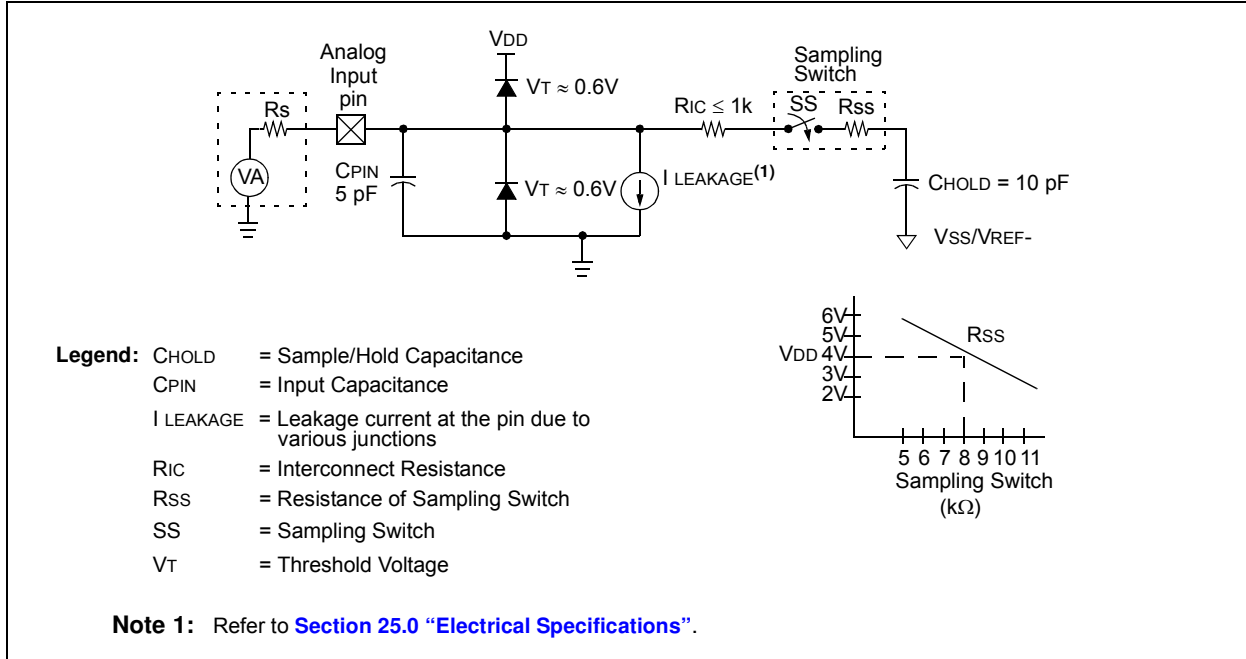 VDD
Analog
Input
pin
Sampling
Switch
VT ≈ 0.6V
Rs
RIC ≤ 1k
SS
Rss
VA
CPIN
5 pF
VT ≈ 0.6V
I LEAKAGE(1)
CHOLD = 10 pF
VSS/VREF-
6V
5V
VDD 4V
3V
2V
RSS
5 6 7 8 9 10 11
Sampling Switch
(kΩ)
Legend: CHOLD = Sample/Hold Capacitance
CPIN = Input Capacitance
I LEAKAGE = Leakage current at the pin due to
various junctions
RIC = Interconnect Resistance
RSS = Resistance of Sampling Switch
SS = Sampling Switch
VT = Threshold Voltage
Note 1: Refer to Section 25.0 “Electrical Specifications”.